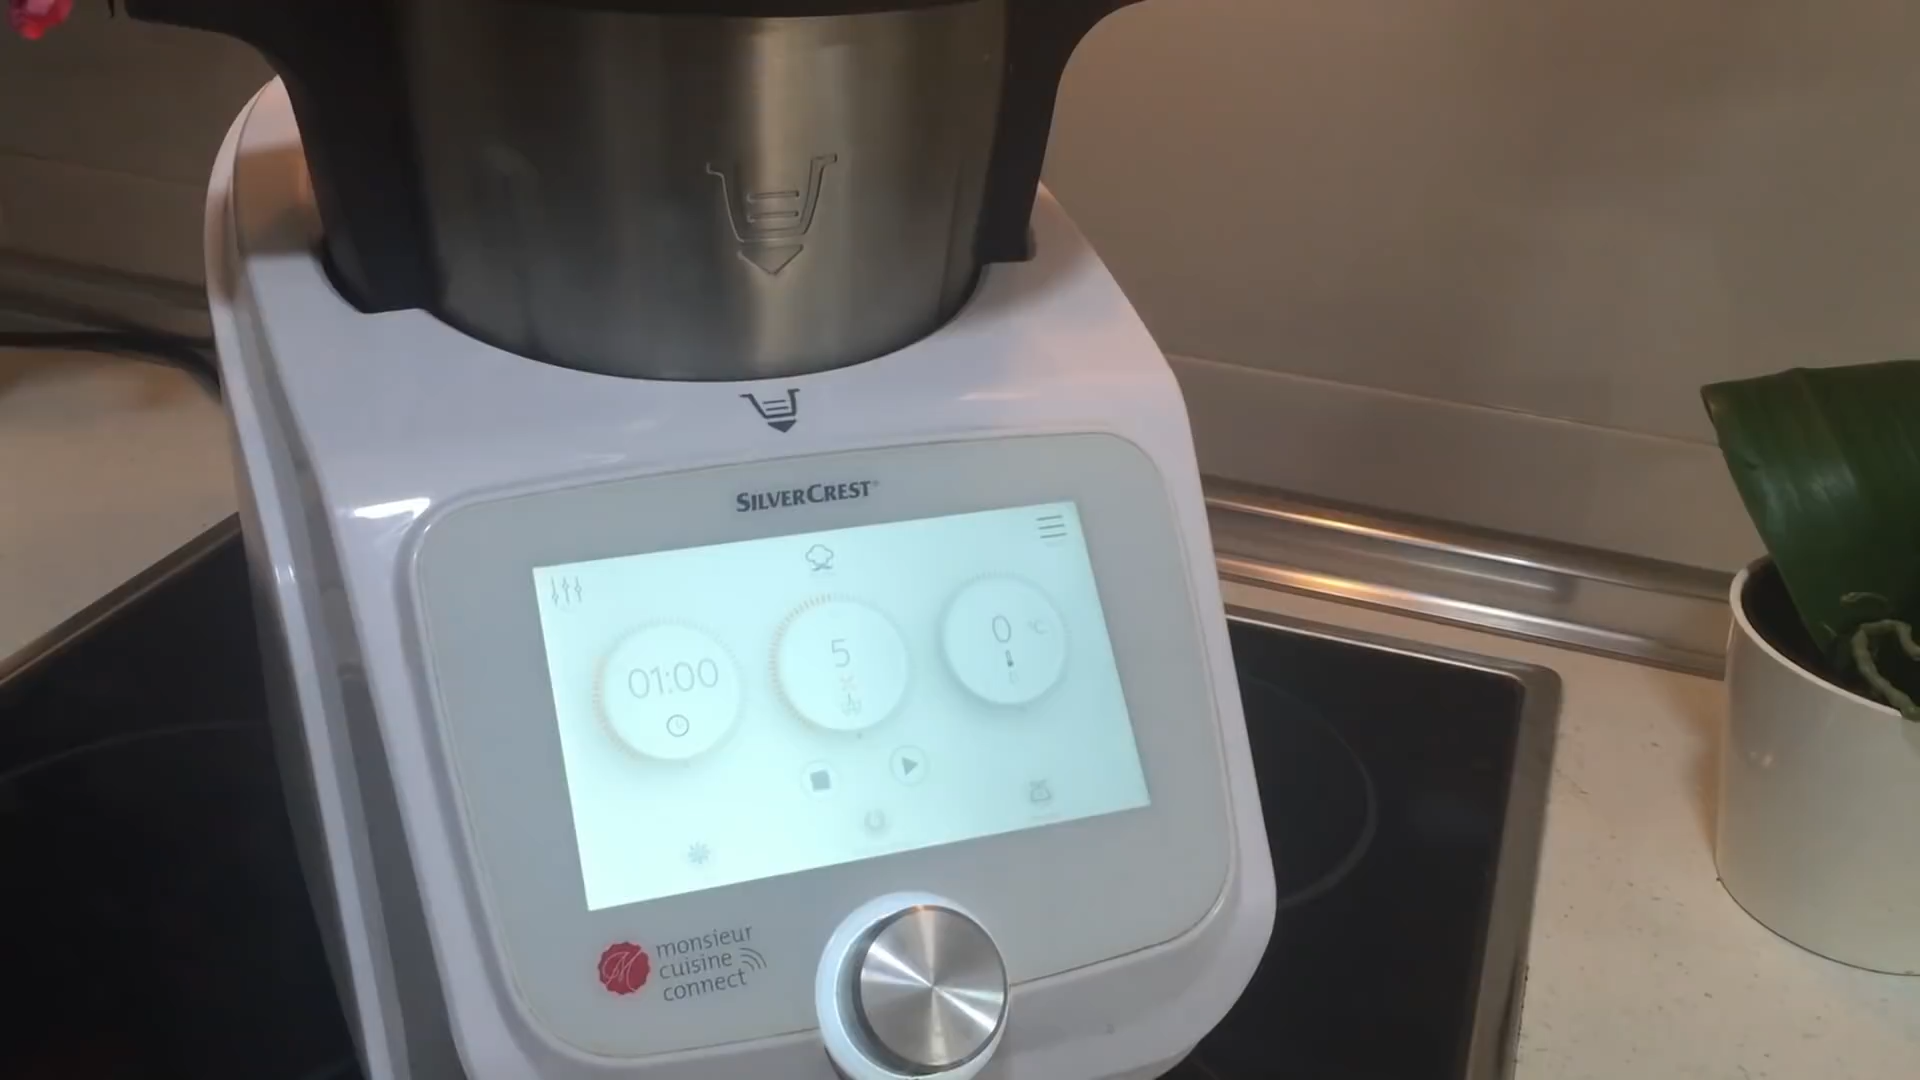 SILVERCREST®
01:00
5
0 °C
monsieur
cuisine
connect